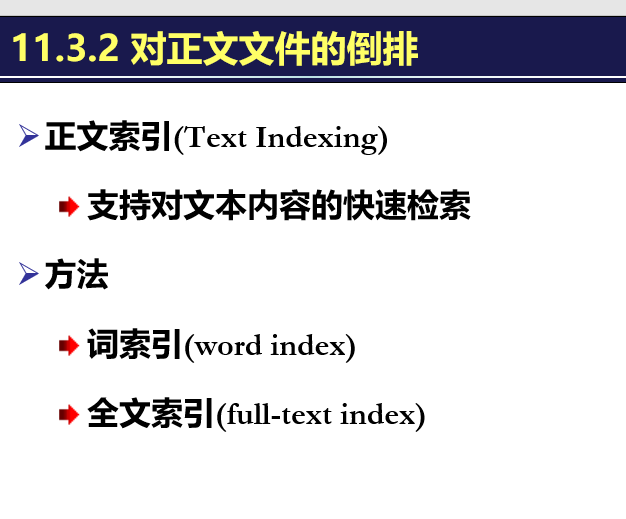 11.3.2 对正文文件的倒排
正文索引(Text Indexing)
支持对文本内容的快速检索
方法
词索引(word index)
全文索引(full-text index)